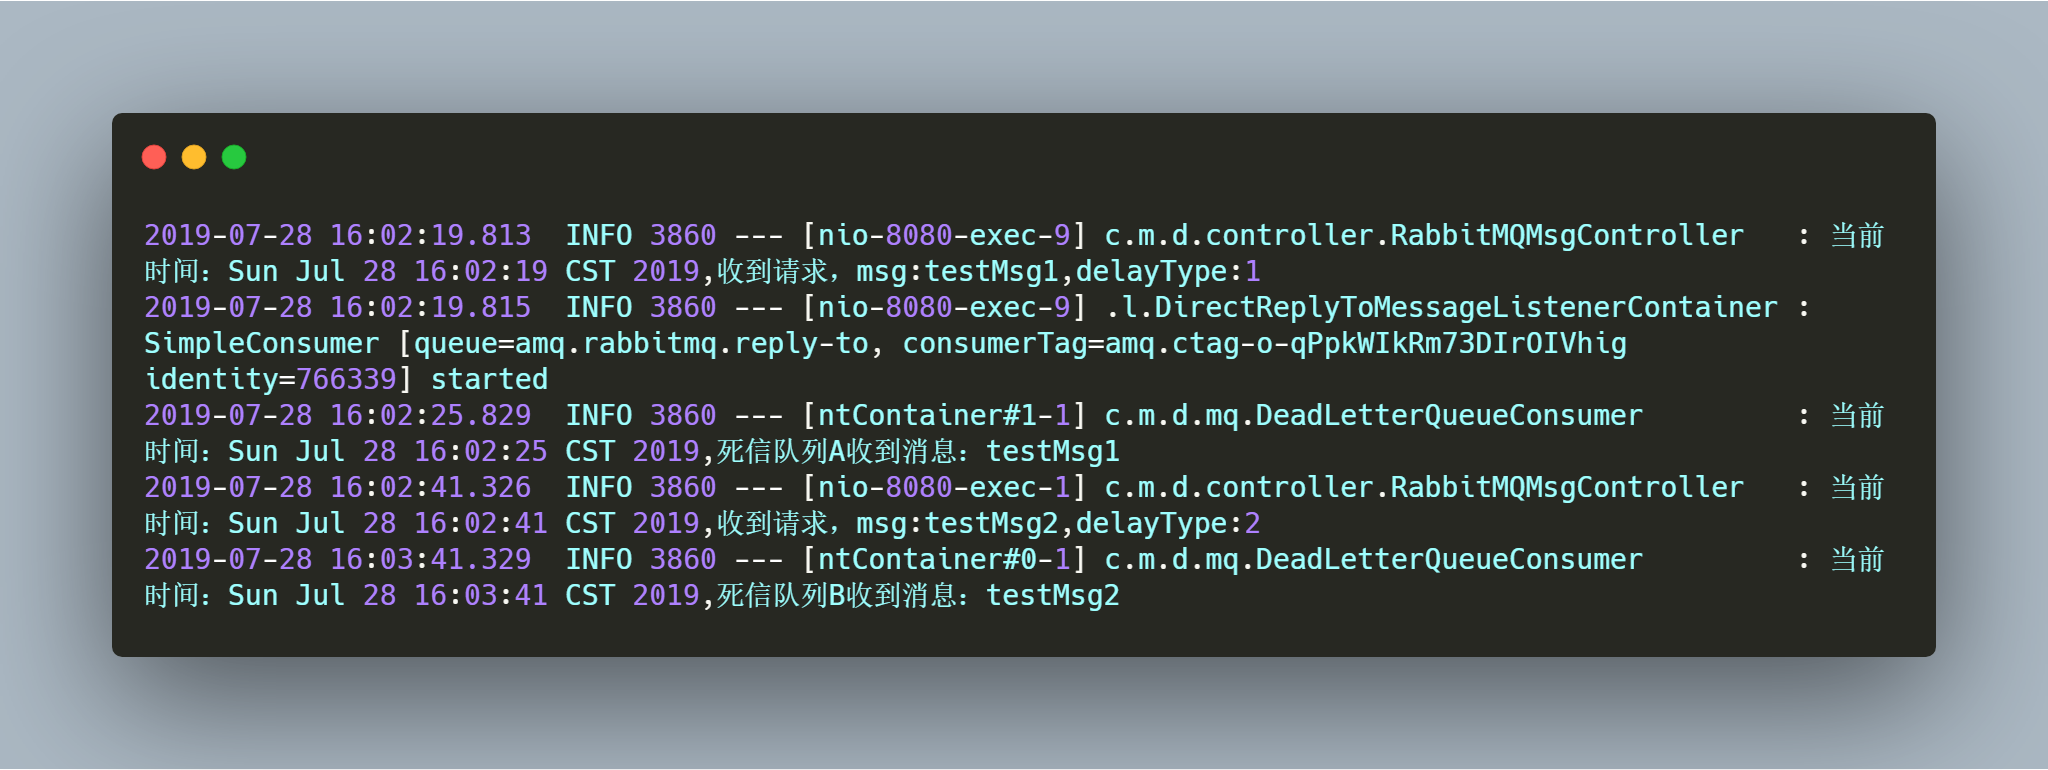 2019-07-28 16:02:19.813  INFO 3860 --- [nio-8080-exec-9] c.m.d.controller.RabbitMQMsgController   : 当前
时间：Sun Jul 28 16:02:19 CST 2019,收到请求，msg:testMsg1,delayType:1
2019-07-28 16:02:19.815  INFO 3860 --- [nio-8080-exec-9] .l.DirectReplyToMessageListenerContainer :
SimpleConsumer [queue=amq.rabbitmq.reply-to, consumerTag=amq.ctag-o-qPpkWIkRm73DIrOIVhig
identity=766339] started
2019-07-28 16:02:25.829  INFO 3860 --- [ntContainer#1-1] c.m.d.mq.DeadLetterQueueConsumer         : 当前
时间：Sun Jul 28 16:02:25 CST 2019,死信队列A收到消息：testMsg1
2019-07-28 16:02:41.326  INFO 3860 --- [nio-8080-exec-1] c.m.d.controller.RabbitMQMsgController   : 当前
时间：Sun Jul 28 16:02:41 CST 2019,收到请求，msg:testMsg2,delayType:2
2019-07-28 16:03:41.329  INFO 3860 --- [ntContainer#0-1] c.m.d.mq.DeadLetterQueueConsumer         : 当前
时间：Sun Jul 28 16:03:41 CST 2019,死信队列B收到消息：testMsg2